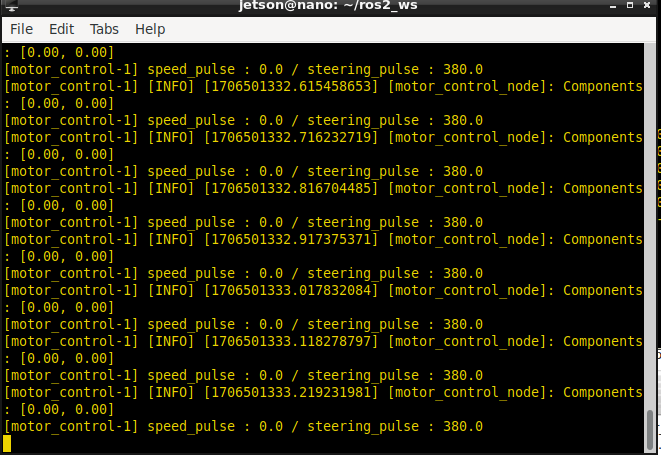 jetson@nano: ~/ros2_ws
File Edit Tabs Help
: [0.00, 0.00]
[motor_control-1] speed_pulse : 0.0 / steering_pulse : 380.0
[motor_control-1] [INFO] [1706501332.615458653] [motor_control_node]: Components
: [0.00, 0.00]
[motor_control-1] speed_pulse : 0.0 / steering_pulse : 380.0
[motor_control-1] [INFO] [1706501332.716232719] [motor_control_node]: Components
: [0.00, 0.00]
[motor_control-1] speed_pulse : 0.0 / steering_pulse : 380.0
[motor_control-1] [INFO] [1706501332.816704485] [motor_control_node]: Components
: [0.00, 0.00]
[motor_control-1] speed_pulse : 0.0 / steering_pulse : 380.0
[motor_control-1] [INFO] [1706501332.917375371] [motor_control_node]: Components
: [0.00, 0.00]
[motor_control-1] speed_pulse : 0.0 / steering_pulse : 380.0
[motor_control-1] [INFO] [1706501333.017832084] [motor_control_node]: Components
: [0.00, 0.00]
[motor_control-1] speed_pulse : 0.0 / steering_pulse : 380.0
[motor_control-1] [INFO] [1706501333.118278797] [motor_control_node]: Components
: [0.00, 0.00]
[motor_control-1] speed_pulse : 0.0 / steering_pulse : 380.0
[motor_control-1] [INFO] [1706501333.219231981] [motor_control_node]: Components
: [0.00, 0.00]
[motor_control-1] speed_pulse : 0.0 / steering_pulse : 380.0